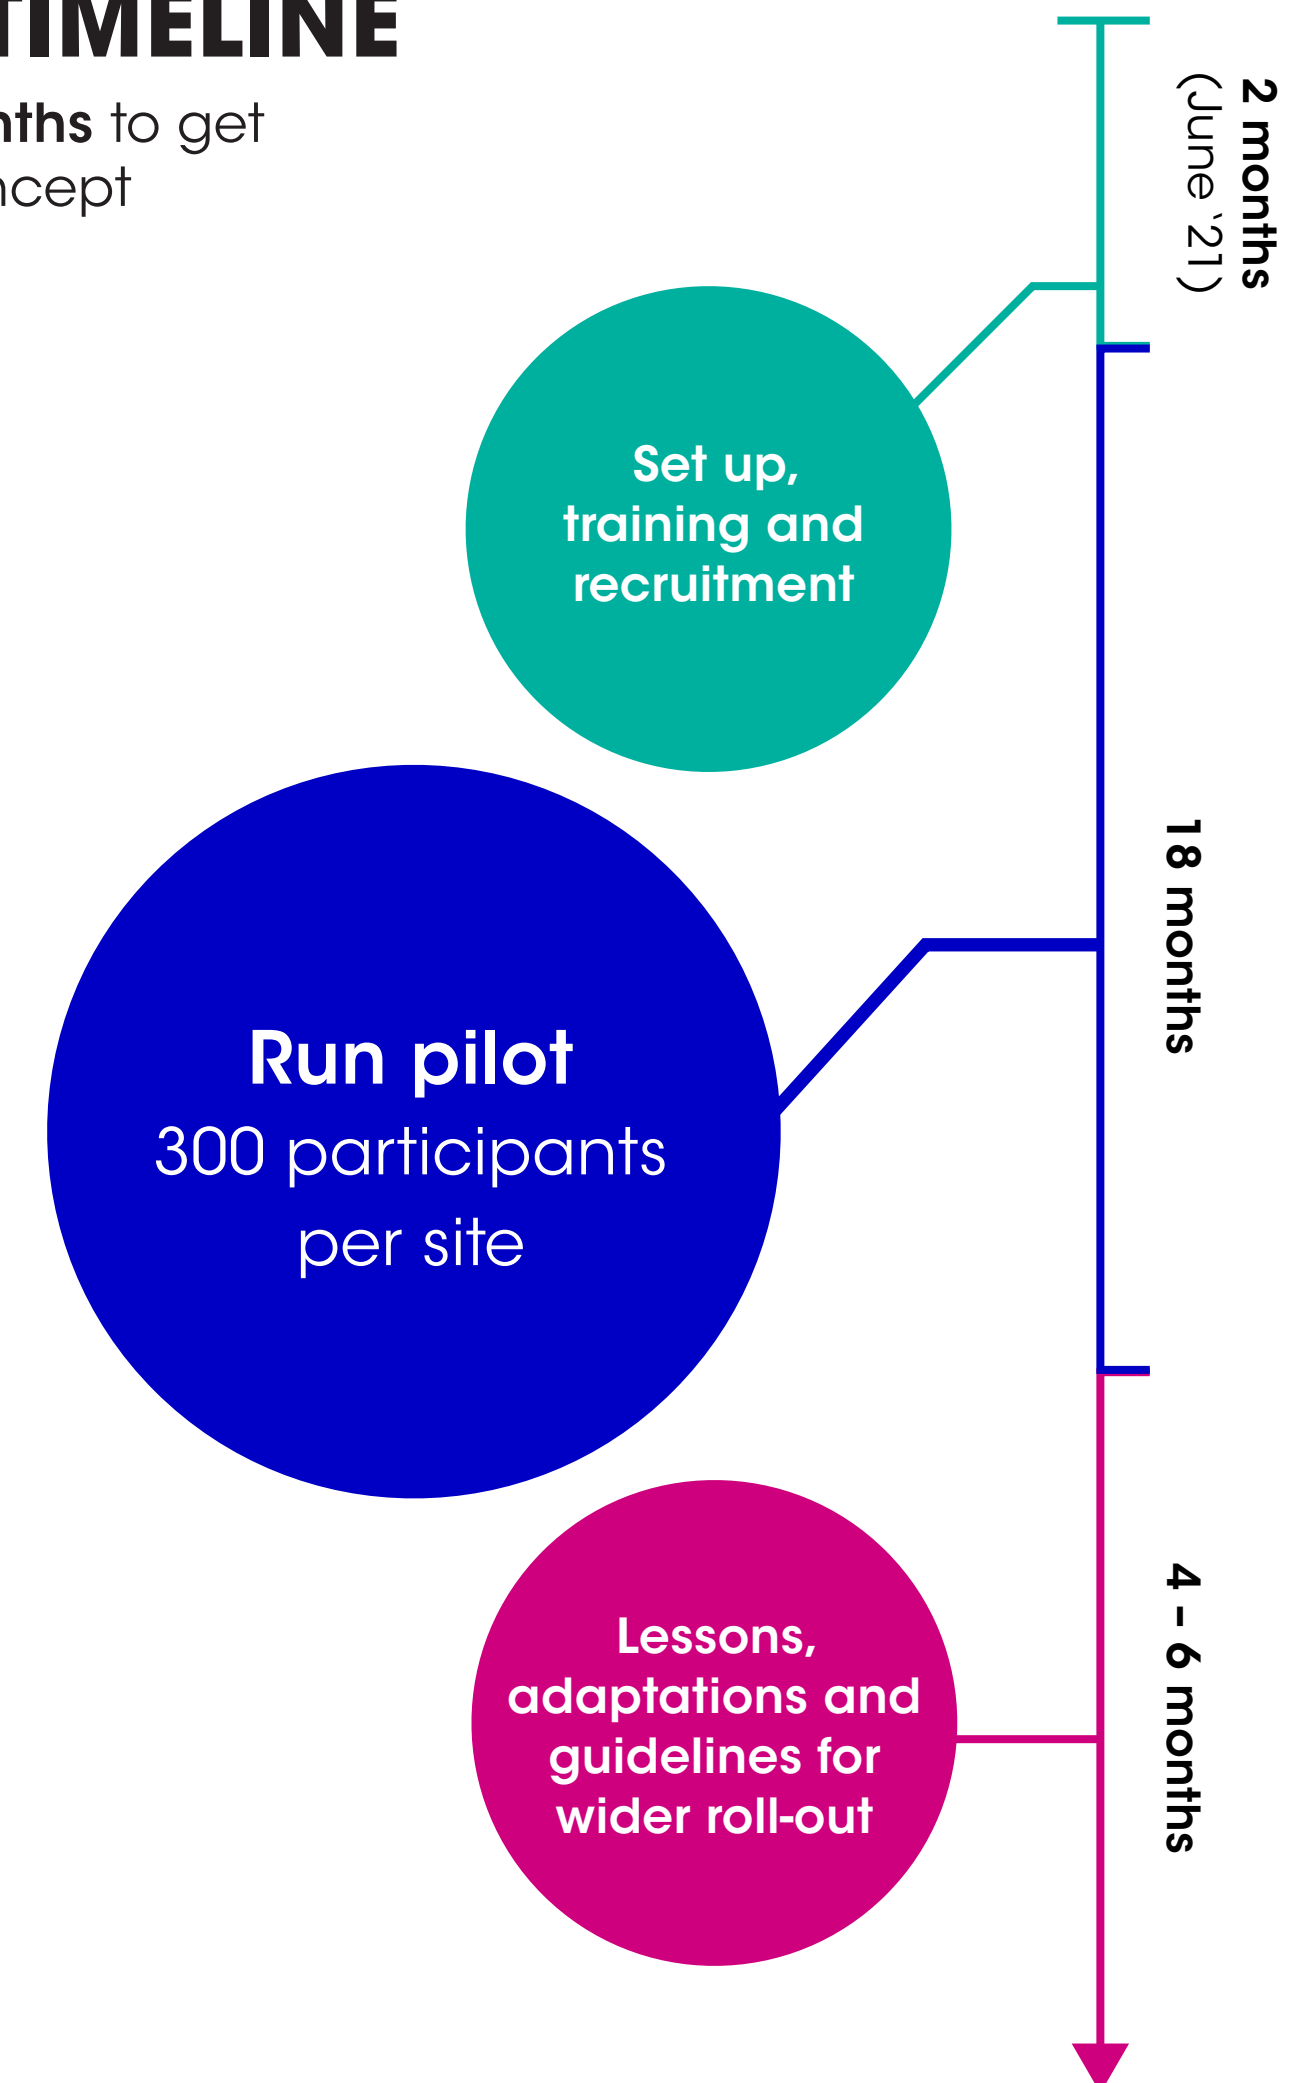 TIMELINE
nths to get
ncept
2 months
(June '21)
Set up,
training and
recruitment
18 months
Run pilot
300 participants
per site
4 – 6 months
Lessons,
adaptations and
guidelines for
wider roll-out